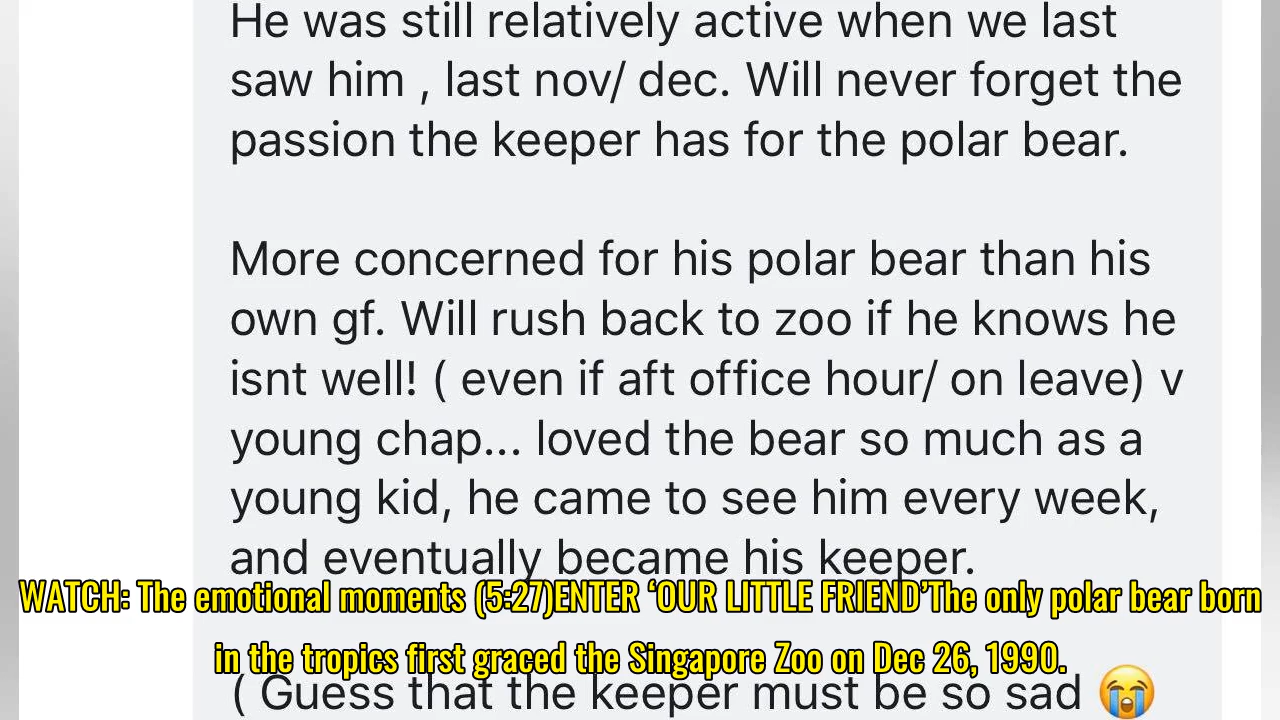 He was still relatively active when we last
saw him , last nov/ dec. Will never forget the
passion the keeper has for the polar bear.
More concerned for his polar bear than his
own gf. Will rush back to zoo if he knows he
isnt well! ( even if aft office hour/ on leave) v
young chap... loved the bear so much as a
young kid, he came to see him every week,
and eventually became his keeper.
WATCH: The emotional moments (5:27)ENTER ‘OUR LITTLE FRIEND’The only polar bear born
in the tropics first graced the Singapore Zoo on Dec 26, 1990.
( Guess that the keeper must be so sad 😭